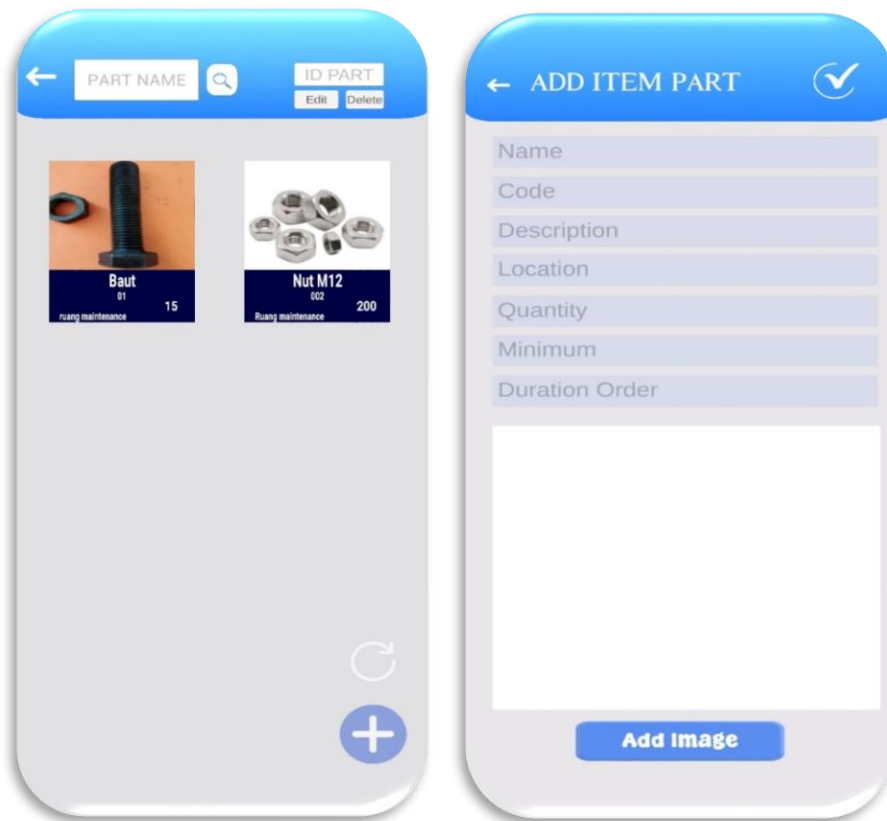 PART NAME
ID PART
Edit Delete
Baut
01
15
ruang maintenance
Nut M12
002
200
Ruang maintenance
ADD ITEM PART
Name
Code
Description
Location
Quantity
Minimum
Duration Order
Add Image